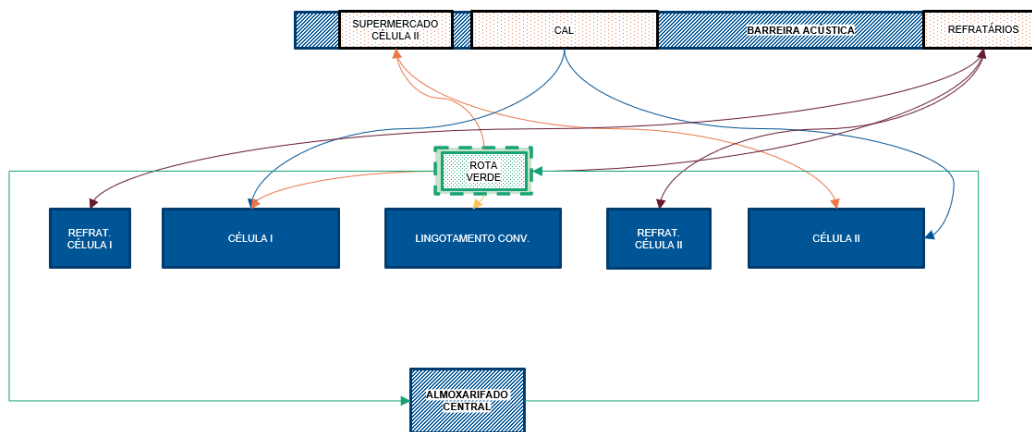 SUPERMERCADO
CÉLULA II
CAL
BARREIRA ACÚSTICA
REFRATÁRIOS
ROTA
VERDE
REFRAT.
CÉLULA I
CÉLULA I
LINGOTAMENTO CONV.
REFRAT.
CÉLULA II
CÉLULA II
ALMOXARIFADO
CENTRAL